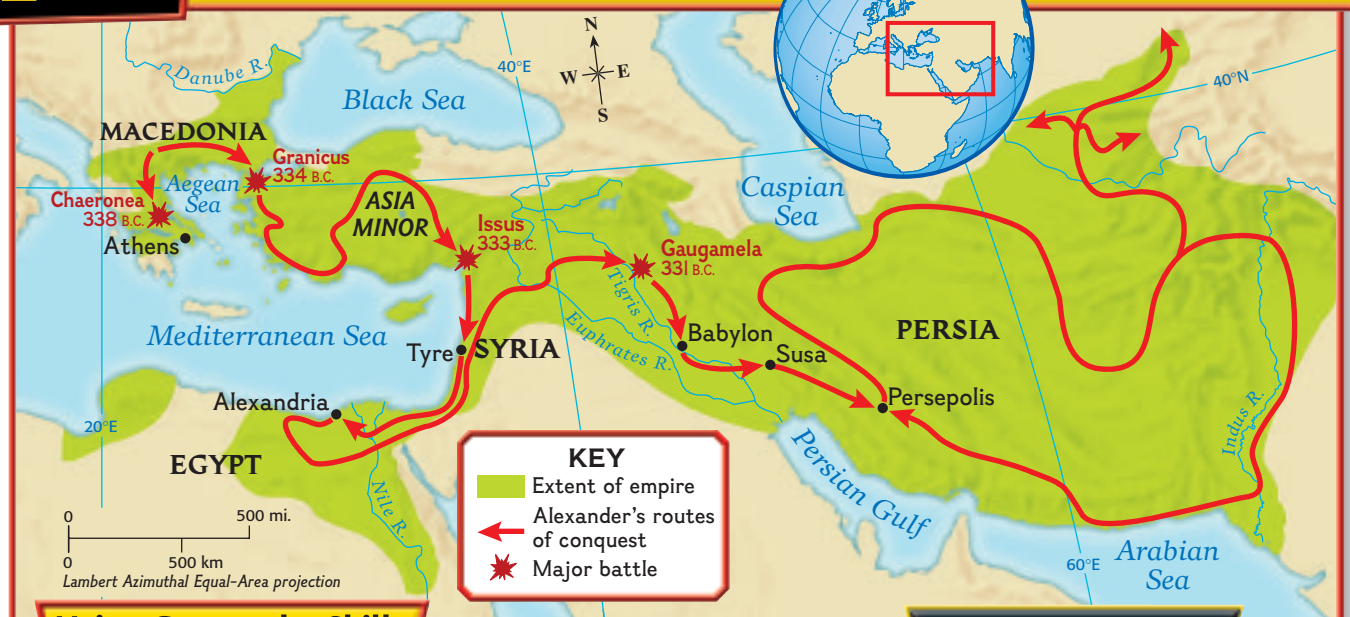 N
W E
S
40°E
40°N
Danube R.
Black Sea
MACEDONIA
Granicus
334 B.C.
Aegean
Sea
Chaeronea
338 B.C.
Athens
ASIA
MINOR
Issus
333 B.C.
Caspian
Sea
Gaugamela
331 B.C.
Tigris R.
Euphrates R.
Mediterranean Sea
Tyre
SYRIA
Babylon
Susa
PERSIA
Persepolis
Alexandria
20°E
EGYPT
Nile R.
Persian Gulf
Indus R.
60°E
Arabian
Sea
KEY
Extent of empire
Alexander's routes
of conquest
Major battle
0 500 mi.
0 500 km
Lambert Azimuthal Equal-Area projection